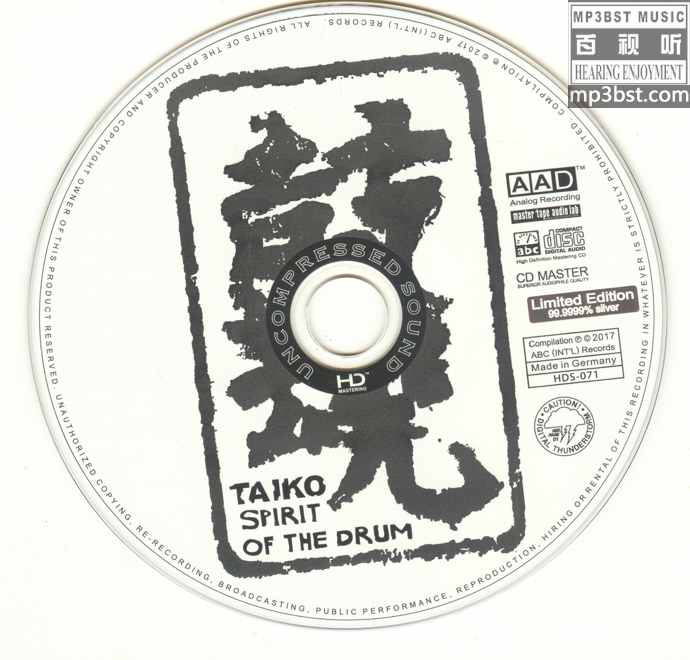 MP3BST MUSIC
百视听
HEARING ENJOYMENT
mp3bst.com
COMPILATION ℗ © 2017 ABC (INT'L) RECORDS. ALL RIGHTS OF THE PRODUCER AND COPYRIGHT OWNER OF THIS PRODUCT RESERVED. UNAUTHORIZED COPYING, RE-RECORDING, BROADCASTING, PUBLIC PERFORMANCE, REPRODUCTION, HIRING OR RENTAL OF THIS RECORDING IN WHATEVER IS STRICTLY PROHIBITED.
UNCOMPRESSED SOUND
HD™
MASTERING
TAIKO
SPIRIT
OF THE DRUM
AAD™
Analog Recording
master tape audio lab
abc
COMPACT
disc
DIGITAL AUDIO
High Definition Mastering CD
CD MASTER
SUPERIOR AUDIOPHILE QUALITY
Limited Edition
99.9999% silver
Compilation ℗ © 2017
ABC (INT'L) Records
Made in Germany
HDS-071
CAUTION!
DIGITAL THUNDERSTORM